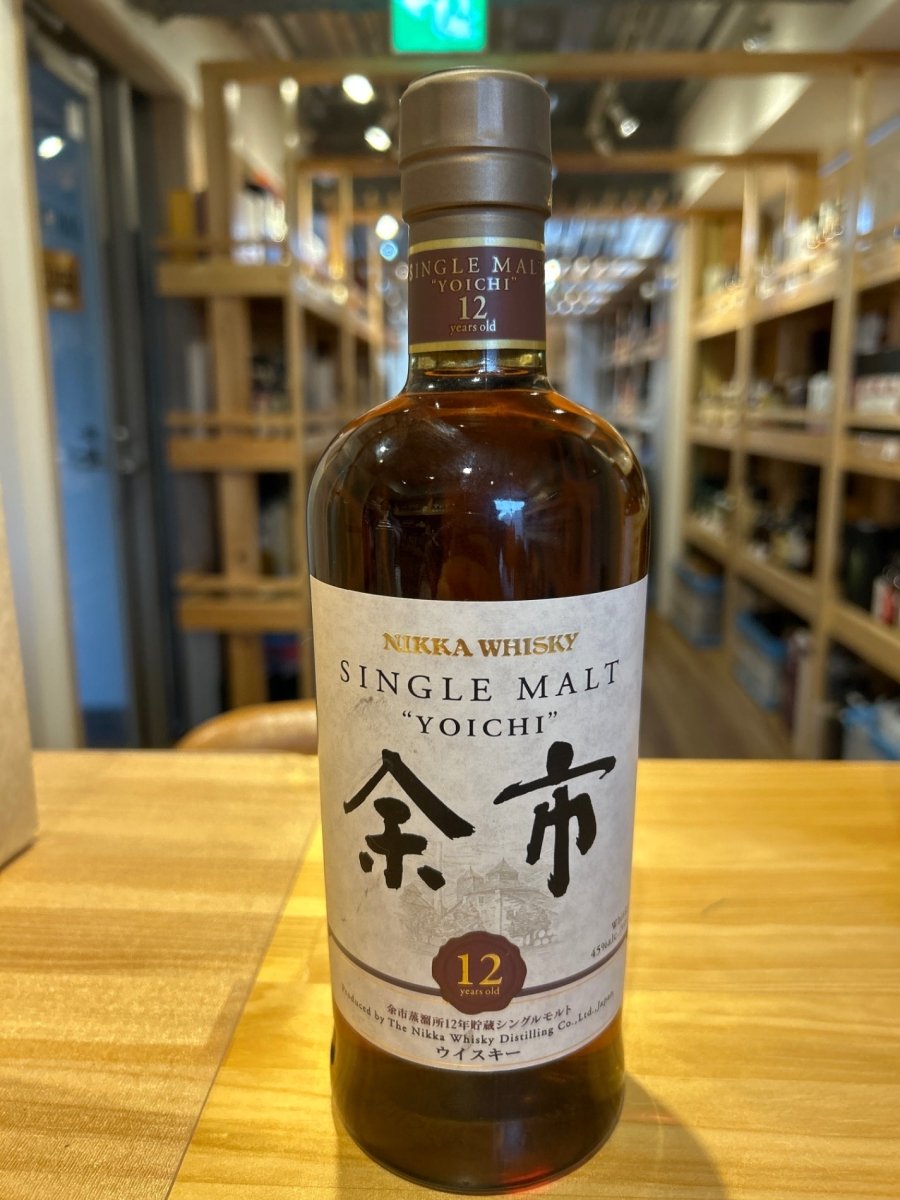 SINGLE MALT
"YOICHI"
12
years old
NIKKA WHISKY
SINGLE MALT
"YOICHI"
余市
45%alc
12
years old
余市蒸溜所12年貯蔵シングルモルト
Produced by The Nikka Whisky Distilling Co.,Ltd.,Japan
ウイスキー